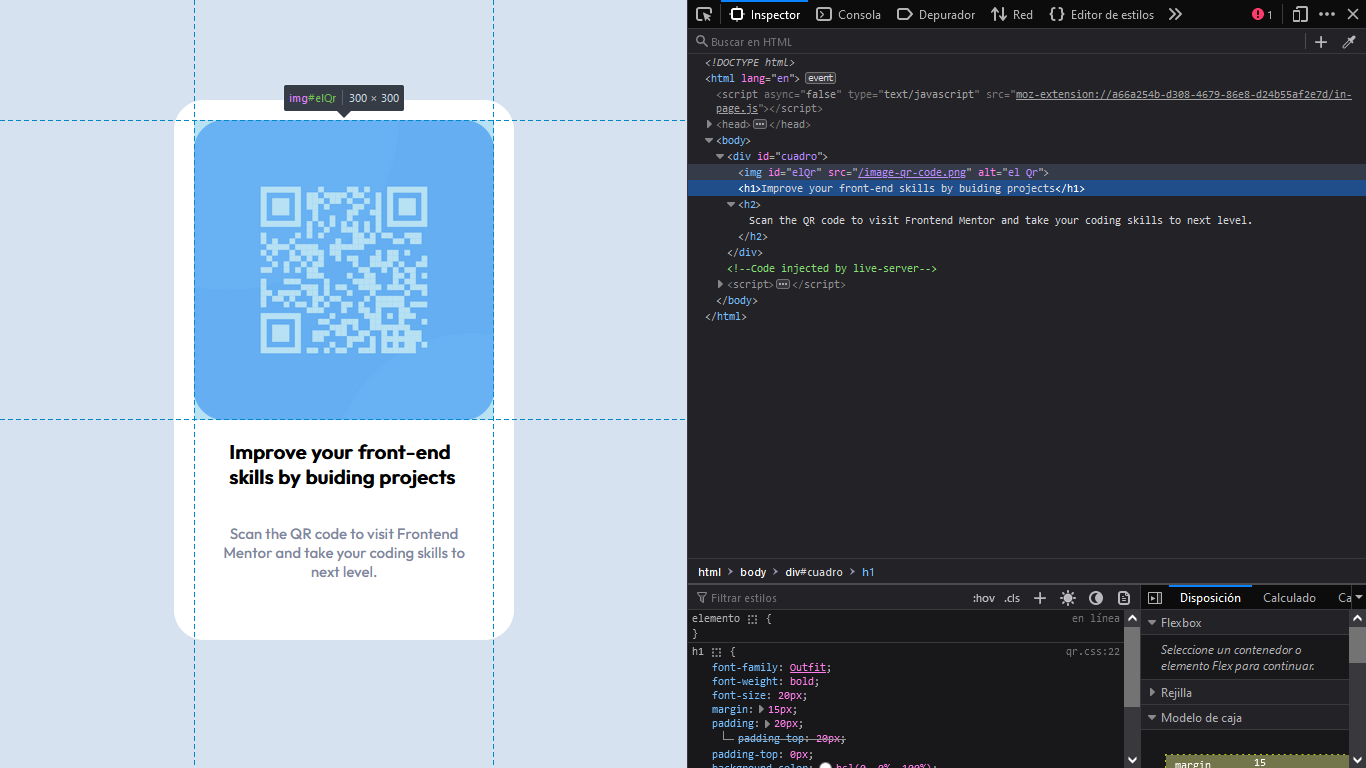 img#elQr 300 × 300
Improve your front-end
skills by buiding projects
Scan the QR code to visit Frontend
Mentor and take your coding skills to
next level.
Inspector Consola Depurador Red Editor de estilos 1
Buscar en HTML
<!DOCTYPE html>
<html lang="en"> event
<script async="false" type="text/javascript" src="moz-extension://a66a254b-d308-4679-86e8-d24b55af2e7d/in-
page.js"></script>
<head></head>
<body>
<div id="cuadro">
<img id="elQr" src="/image-qr-code.png" alt="el Qr">
<h1>Improve your front-end skills by buiding projects</h1>
<h2>
Scan the QR code to visit Frontend Mentor and take your coding skills to next level.
</h2>
</div>
<!--Code injected by live-server-->
<script></script>
</body>
</html>
html body div#cuadro h1
Filtrar estilos :hov .cls
elemento { en línea
}
h1 { qr.css:22
font-family: Outfit;
font-weight: bold;
font-size: 20px;
margin: 15px;
padding: 20px;
padding-top: 20px;
padding-top: 0px;
background-color: hsl(0, 0%, 100%);
Disposición Calculado Ca
Flexbox
Seleccione un contenedor o
elemento Flex para continuar.
Rejilla
Modelo de caja
margin 15